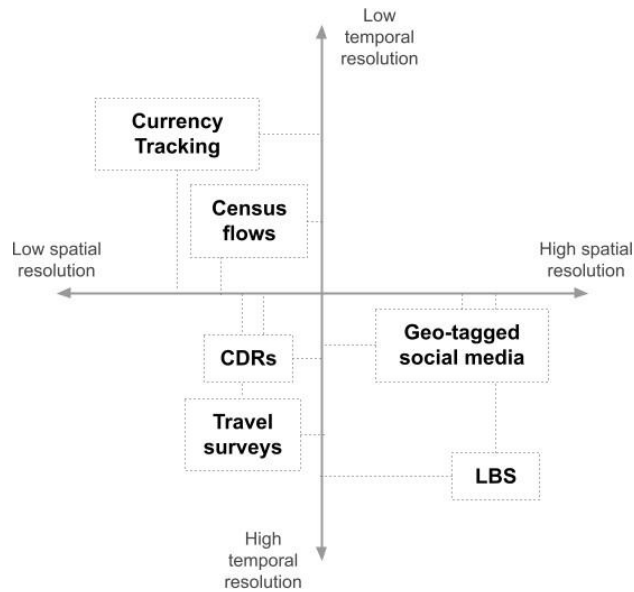 Low
temporal
resolution
Currency
Tracking
Census
flows
Low spatial
resolution
High spatial
resolution
CDRs
Geo-tagged
social media
Travel
surveys
LBS
High
temporal
resolution